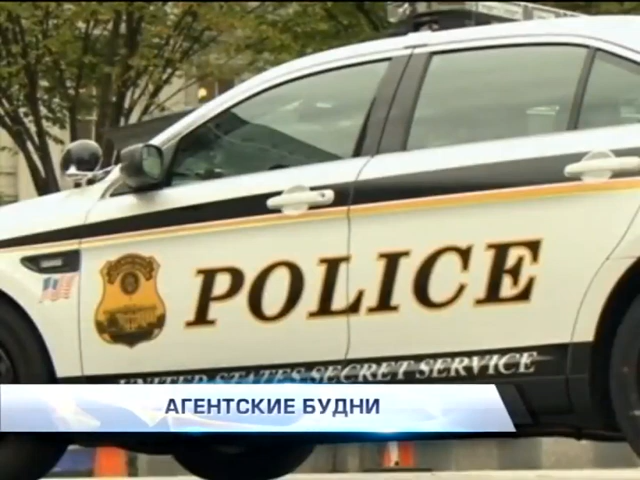 POLICE
UNITED STATES SECRET SERVICE
АГЕНТСКИЕ БУДНИ